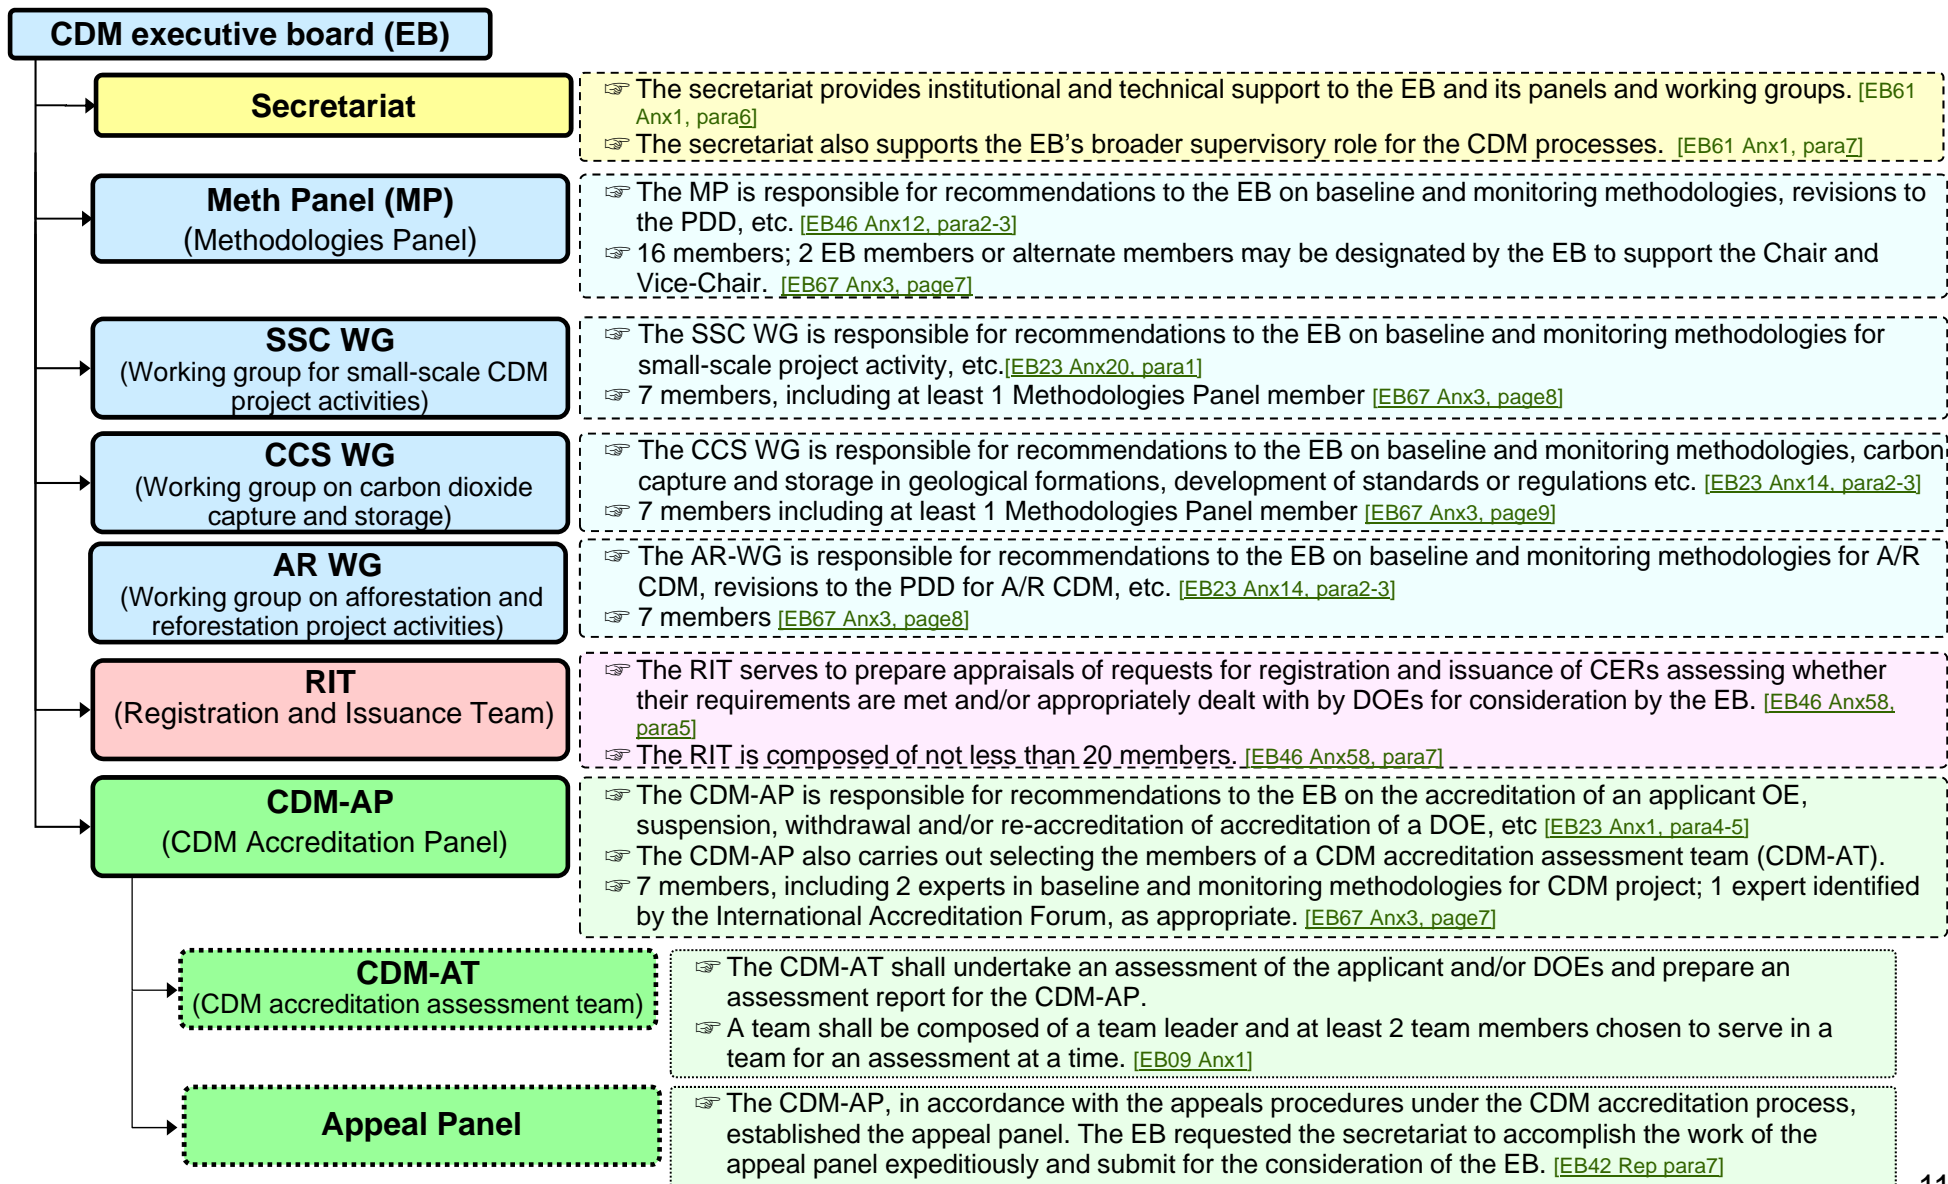 CDM executive board (EB)
Secretariat
☞ The secretariat provides institutional and technical support to the EB and its panels and working groups. [EB61
Anx1, para6]
☞ The secretariat also supports the EB’s broader supervisory role for the CDM processes. [EB61 Anx1, para7]
Meth Panel (MP)
(Methodologies Panel)
☞ The MP is responsible for recommendations to the EB on baseline and monitoring methodologies, revisions to
the PDD, etc. [EB46 Anx12, para2-3]
☞ 16 members; 2 EB members or alternate members may be designated by the EB to support the Chair and
Vice-Chair. [EB67 Anx3, page7]
SSC WG
(Working group for small-scale CDM
project activities)
☞ The SSC WG is responsible for recommendations to the EB on baseline and monitoring methodologies for
small-scale project activity, etc.[EB23 Anx20, para1]
☞ 7 members, including at least 1 Methodologies Panel member [EB67 Anx3, page8]
CCS WG
(Working group on carbon dioxide
capture and storage)
☞ The CCS WG is responsible for recommendations to the EB on baseline and monitoring methodologies, carbon
capture and storage in geological formations, development of standards or regulations etc. [EB23 Anx14, para2-3]
☞ 7 members including at least 1 Methodologies Panel member [EB67 Anx3, page9]
AR WG
(Working group on afforestation and
reforestation project activities)
☞ The AR-WG is responsible for recommendations to the EB on baseline and monitoring methodologies for A/R
CDM, revisions to the PDD for A/R CDM, etc. [EB23 Anx14, para2-3]
☞ 7 members [EB67 Anx3, page8]
RIT
(Registration and Issuance Team)
☞ The RIT serves to prepare appraisals of requests for registration and issuance of CERs assessing whether
their requirements are met and/or appropriately dealt with by DOEs for consideration by the EB. [EB46 Anx58,
para5]
☞ The RIT is composed of not less than 20 members. [EB46 Anx58, para7]
CDM-AP
(CDM Accreditation Panel)
☞ The CDM-AP is responsible for recommendations to the EB on the accreditation of an applicant OE,
suspension, withdrawal and/or re-accreditation of accreditation of a DOE, etc [EB23 Anx1, para4-5]
☞ The CDM-AP also carries out selecting the members of a CDM accreditation assessment team (CDM-AT).
☞ 7 members, including 2 experts in baseline and monitoring methodologies for CDM project; 1 expert identified
by the International Accreditation Forum, as appropriate. [EB67 Anx3, page7]
CDM-AT
(CDM accreditation assessment team)
☞ The CDM-AT shall undertake an assessment of the applicant and/or DOEs and prepare an
assessment report for the CDM-AP.
☞ A team shall be composed of a team leader and at least 2 team members chosen to serve in a
team for an assessment at a time. [EB09 Anx1]
Appeal Panel
☞ The CDM-AP, in accordance with the appeals procedures under the CDM accreditation process,
established the appeal panel. The EB requested the secretariat to accomplish the work of the
appeal panel expeditiously and submit for the consideration of the EB. [EB42 Rep para7]
11